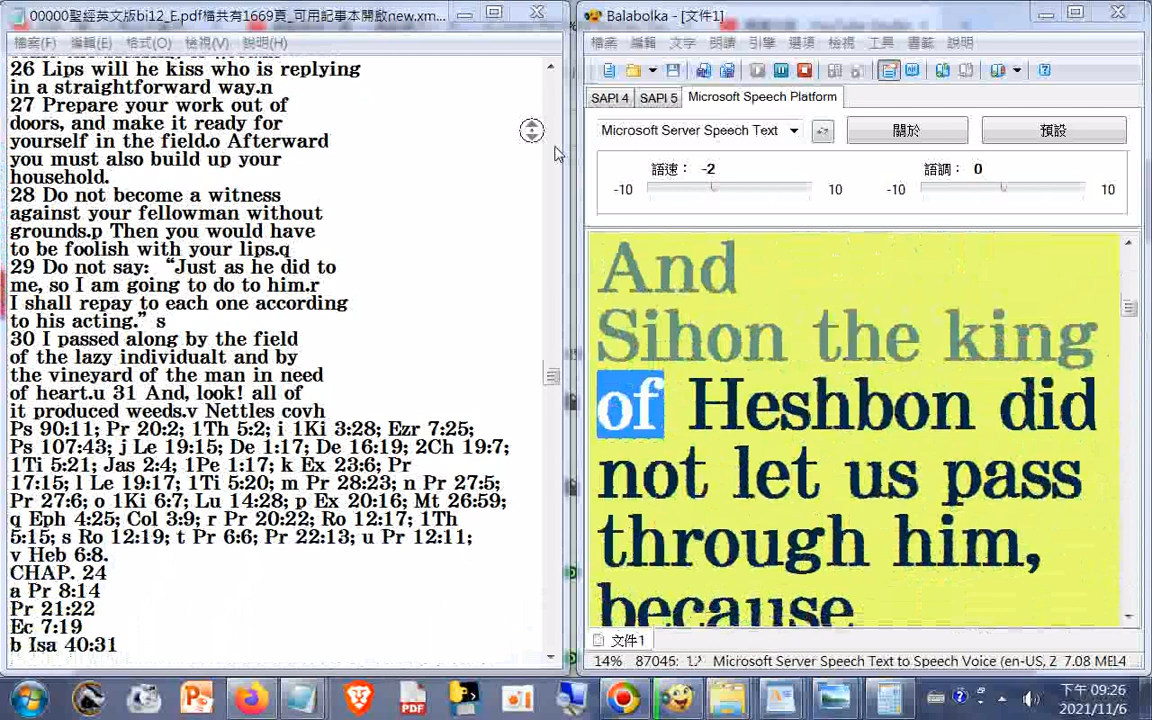 00000聖經英文版bi12_E.pdf檔共有1669頁_可用記事本開啟new.xm...
檔案(F) 編輯(E) 格式(O) 檢視(V) 說明(H)
26 Lips will he kiss who is replying
in a straightforward way.n
27 Prepare your work out of
doors, and make it ready for
yourself in the field.o Afterward
you must also build up your
household.
28 Do not become a witness
against your fellowman without
grounds.p Then you would have
to be foolish with your lips.q
29 Do not say: “Just as he did to
me, so I am going to do to him.r
I shall repay to each one according
to his acting.” s
30 I passed along by the field
of the lazy individualt and by
the vineyard of the man in need
of heart.u 31 And, look! all of
it produced weeds.v Nettles covh
Ps 90:11; Pr 20:2; 1Th 5:2; i 1Ki 3:28; Ezr 7:25;
Ps 107:43; j Le 19:15; De 1:17; De 16:19; 2Ch 19:7;
1Ti 5:21; Jas 2:4; 1Pe 1:17; k Ex 23:6; Pr
17:15; l Le 19:17; 1Ti 5:20; m Pr 28:23; n Pr 27:5;
Pr 27:6; o 1Ki 6:7; Lu 14:28; p Ex 20:16; Mt 26:59;
q Eph 4:25; Col 3:9; r Pr 20:22; Ro 12:17; 1Th
5:15; s Ro 12:19; t Pr 6:6; Pr 22:13; u Pr 12:11;
v Heb 6:8.
CHAP. 24
a Pr 8:14
Pr 21:22
Ec 7:19
b Isa 40:31
Balabolka - [文件1]
檔案 編輯 文字 朗讀 引擎 選項 檢視 工具 書籤 說明
SAPI 4 SAPI 5 Microsoft Speech Platform
Microsoft Server Speech Text 關於 預設
語速： -2 語調： 0
-10 10 -10 10
And
Sihon the king
of Heshbon did
not let us pass
through him,
because
文件1
14% Microsoft Server Speech Text to Speech Voice (en-US, Z
下午 09:26
2021/11/6